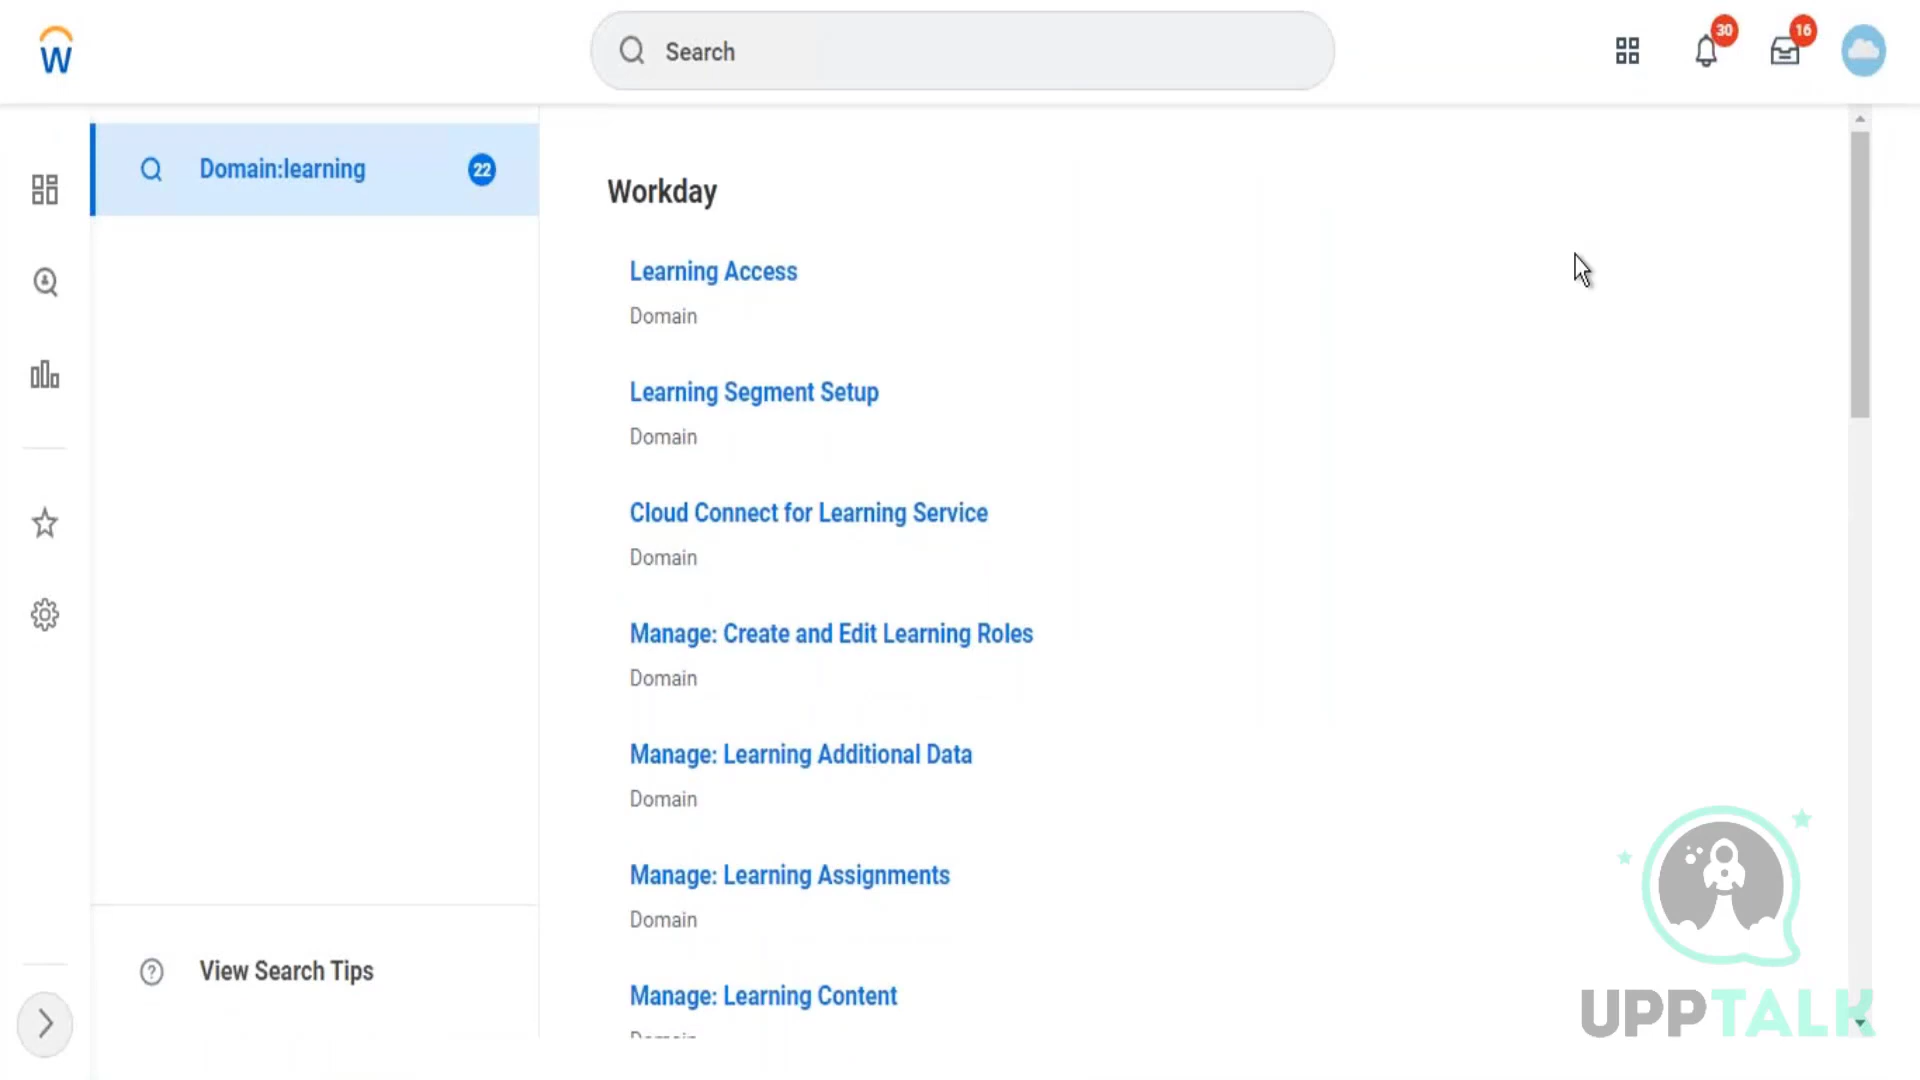 W
Search
30
16
Domain:learning
22
Workday
Learning Access
Domain
Learning Segment Setup
Domain
Cloud Connect for Learning Service
Domain
Manage: Create and Edit Learning Roles
Domain
Manage: Learning Additional Data
Domain
Manage: Learning Assignments
Domain
Manage: Learning Content
Domain
View Search Tips
UPPTALK